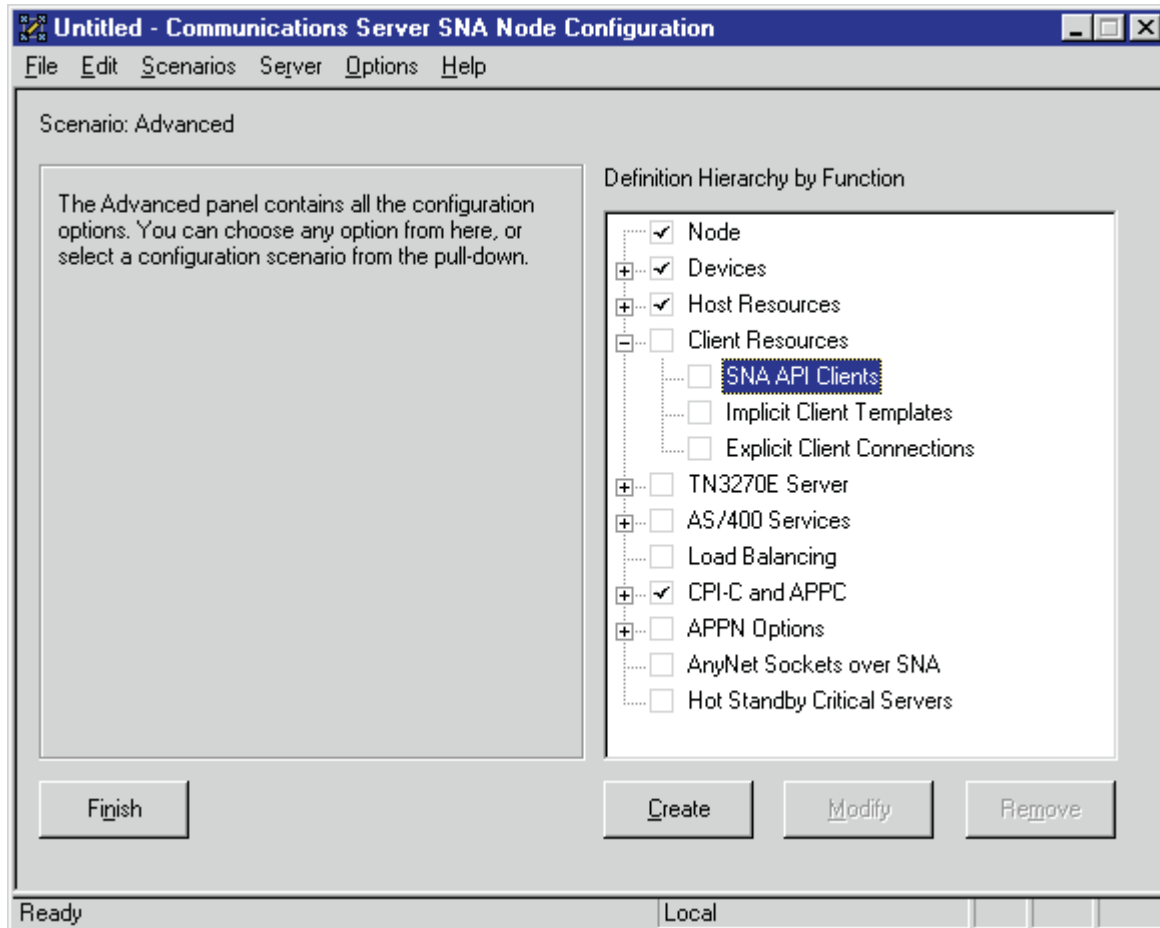 Untitled - Communications Server SNA Node Configuration
File Edit Scenarios Server Options Help
Scenario: Advanced
The Advanced panel contains all the configuration
options. You can choose any option from here, or
select a configuration scenario from the pull-down.
Definition Hierarchy by Function
Node
Devices
Host Resources
Client Resources
SNA API Clients
Implicit Client Templates
Explicit Client Connections
TN3270E Server
AS/400 Services
Load Balancing
CPI-C and APPC
APPN Options
AnyNet Sockets over SNA
Hot Standby Critical Servers
Finish
Create
Modify
Remove
Ready
Local